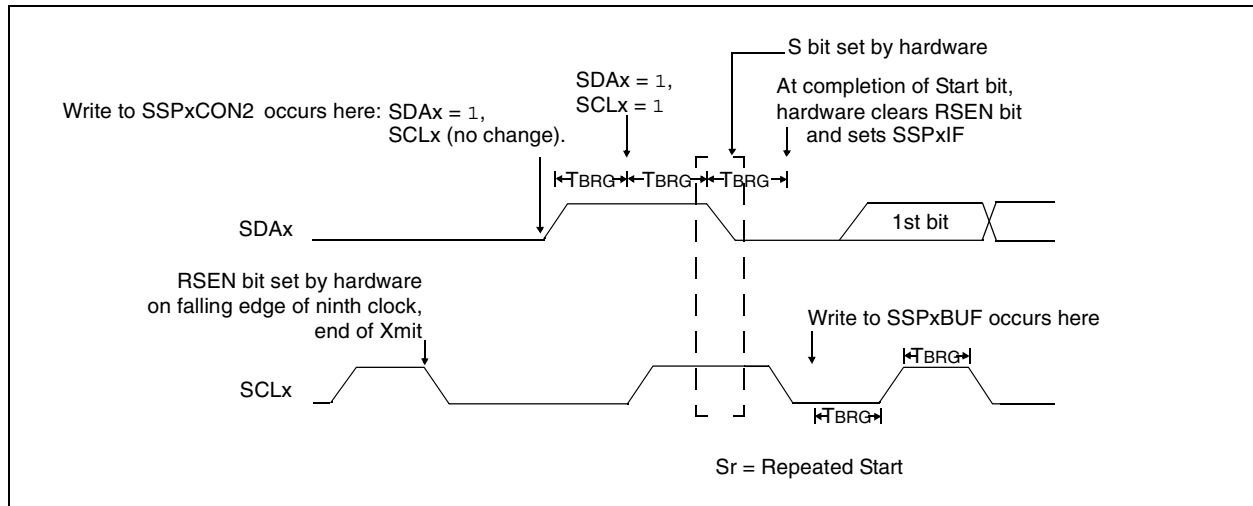 S bit set by hardware
SDAx = 1,
SCLx = 1
At completion of Start bit,
hardware clears RSEN bit
and sets SSPxIF
Write to SSPxCON2 occurs here: SDAx = 1,
SCLx (no change).
TBRG TBRG TBRG
SDAx
1st bit
RSEN bit set by hardware
on falling edge of ninth clock,
end of Xmit
Write to SSPxBUF occurs here
TBRG
SCLx
TBRG
Sr = Repeated Start